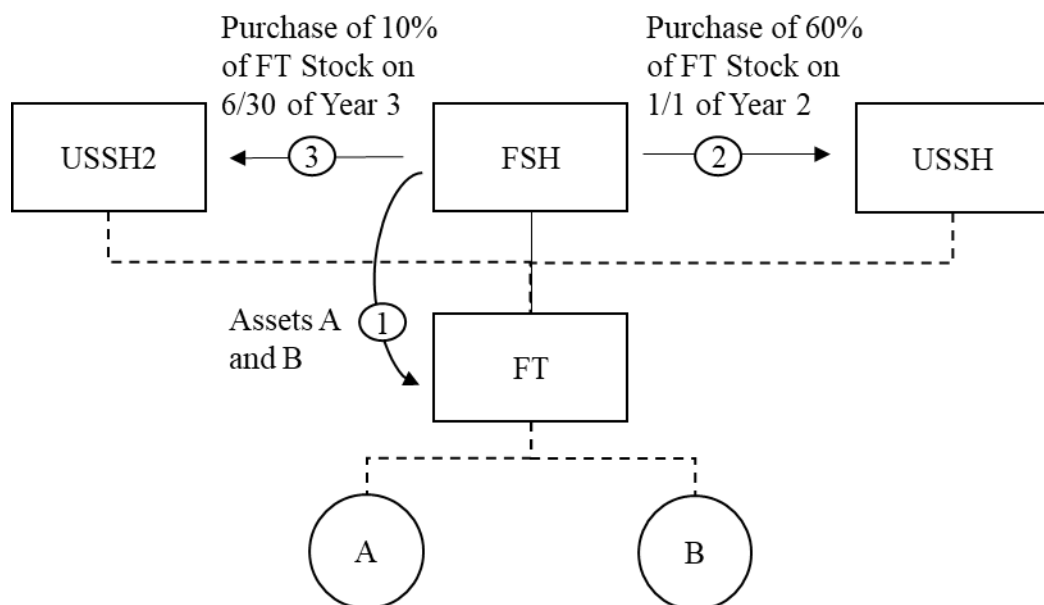 Purchase of 10%
of FT Stock on
6/30 of Year 3
Purchase of 60%
of FT Stock on
1/1 of Year 2
USSH2
3
FSH
2
USSH
Assets A
and B
1
FT
A
B